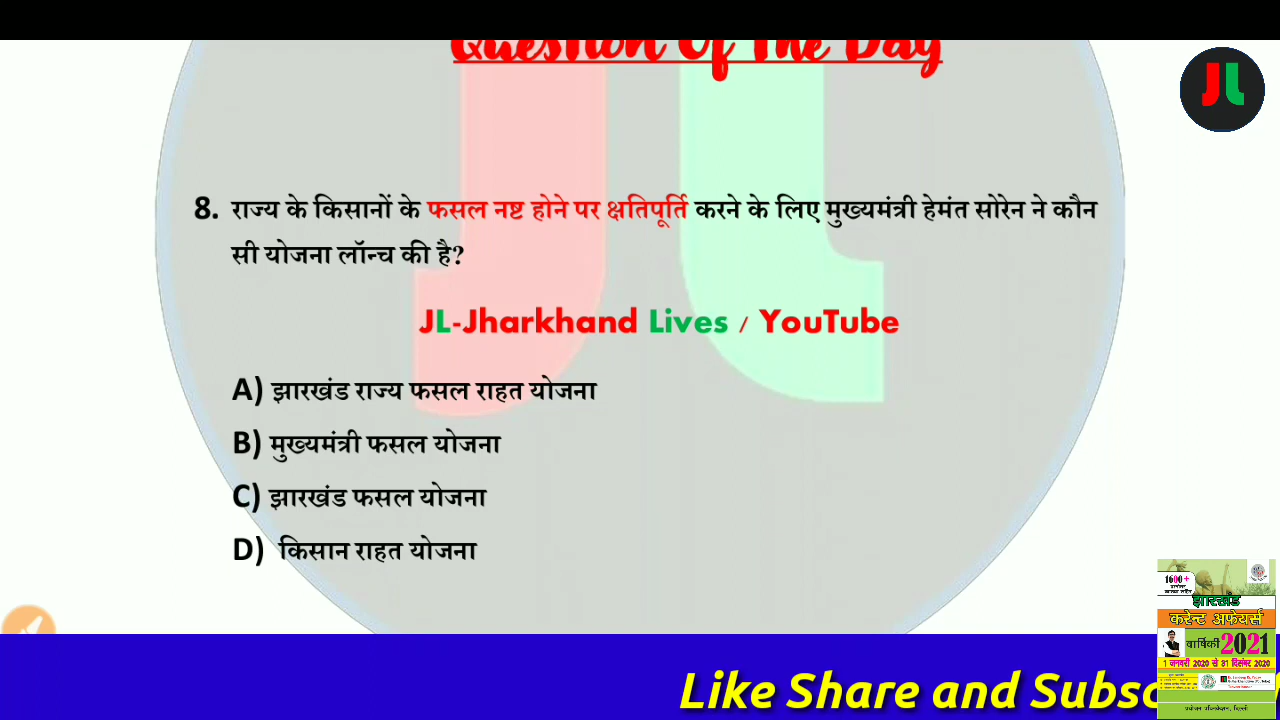 Question Of The Day
JL
8. राज्य के किसानों के फसल नष्ट होने पर क्षतिपूर्ति करने के लिए मुख्यमंत्री हेमंत सोरेन ने कौन
सी योजना लॉन्च की है?
JL-Jharkhand Lives / YouTube
A) झारखंड राज्य फसल राहत योजना
B) मुख्यमंत्री फसल योजना
C) झारखंड फसल योजना
D) किसान राहत योजना
1600+
झारखंड
करेन्ट अफेयर्स
वार्षिकी 2021
1 जनवरी 2020 से 31 दिसंबर 2020
Like Share and Subsc